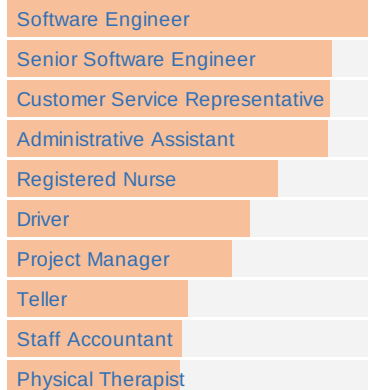 Software Engineer
Senior Software Engineer
Customer Service Representative
Administrative Assistant
Registered Nurse
Driver
Project Manager
Teller
Staff Accountant
Physical Therapist